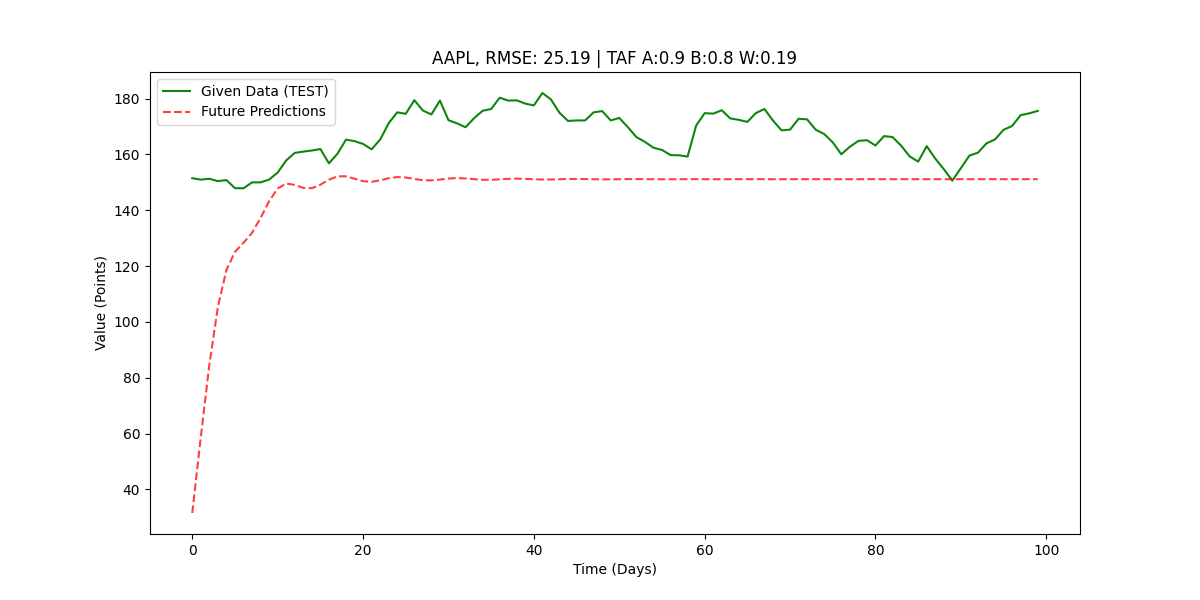 AAPL, RMSE: 25.19 | TAF A:0.9 B:0.8 W:0.19
Given Data (TEST)
Future Predictions
Value (Points)
180
160
140
120
100
80
60
40
0 20 40 60 80 100
Time (Days)